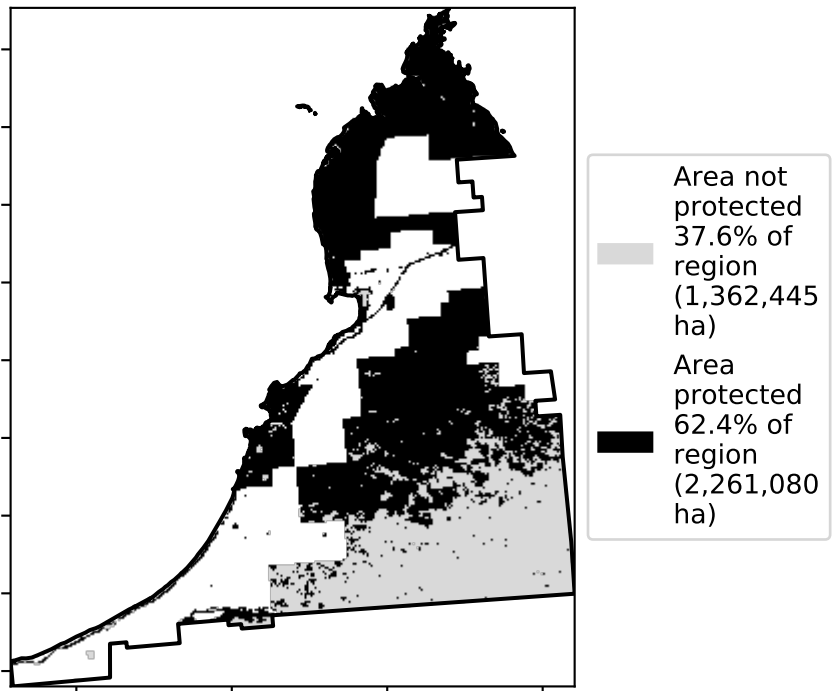 Area not
protected
37.6% of
region
(1,362,445
ha)
Area
protected
62.4% of
region
(2,261,080
ha)